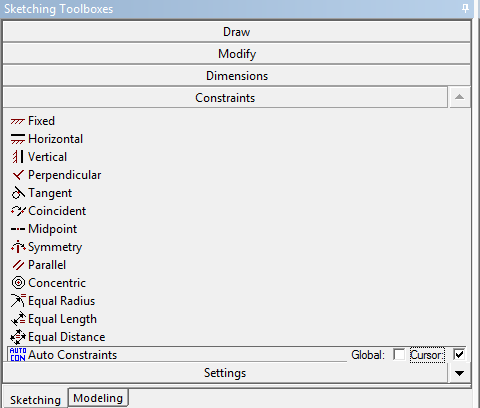 Sketching Toolboxes
Draw
Modify
Dimensions
Constraints
Fixed
Horizontal
Vertical
Perpendicular
Tangent
Coincident
Midpoint
Symmetry
Parallel
Concentric
Equal Radius
Equal Length
Equal Distance
AUTO CON Auto Constraints Global: Cursor:
Settings
Sketching Modeling